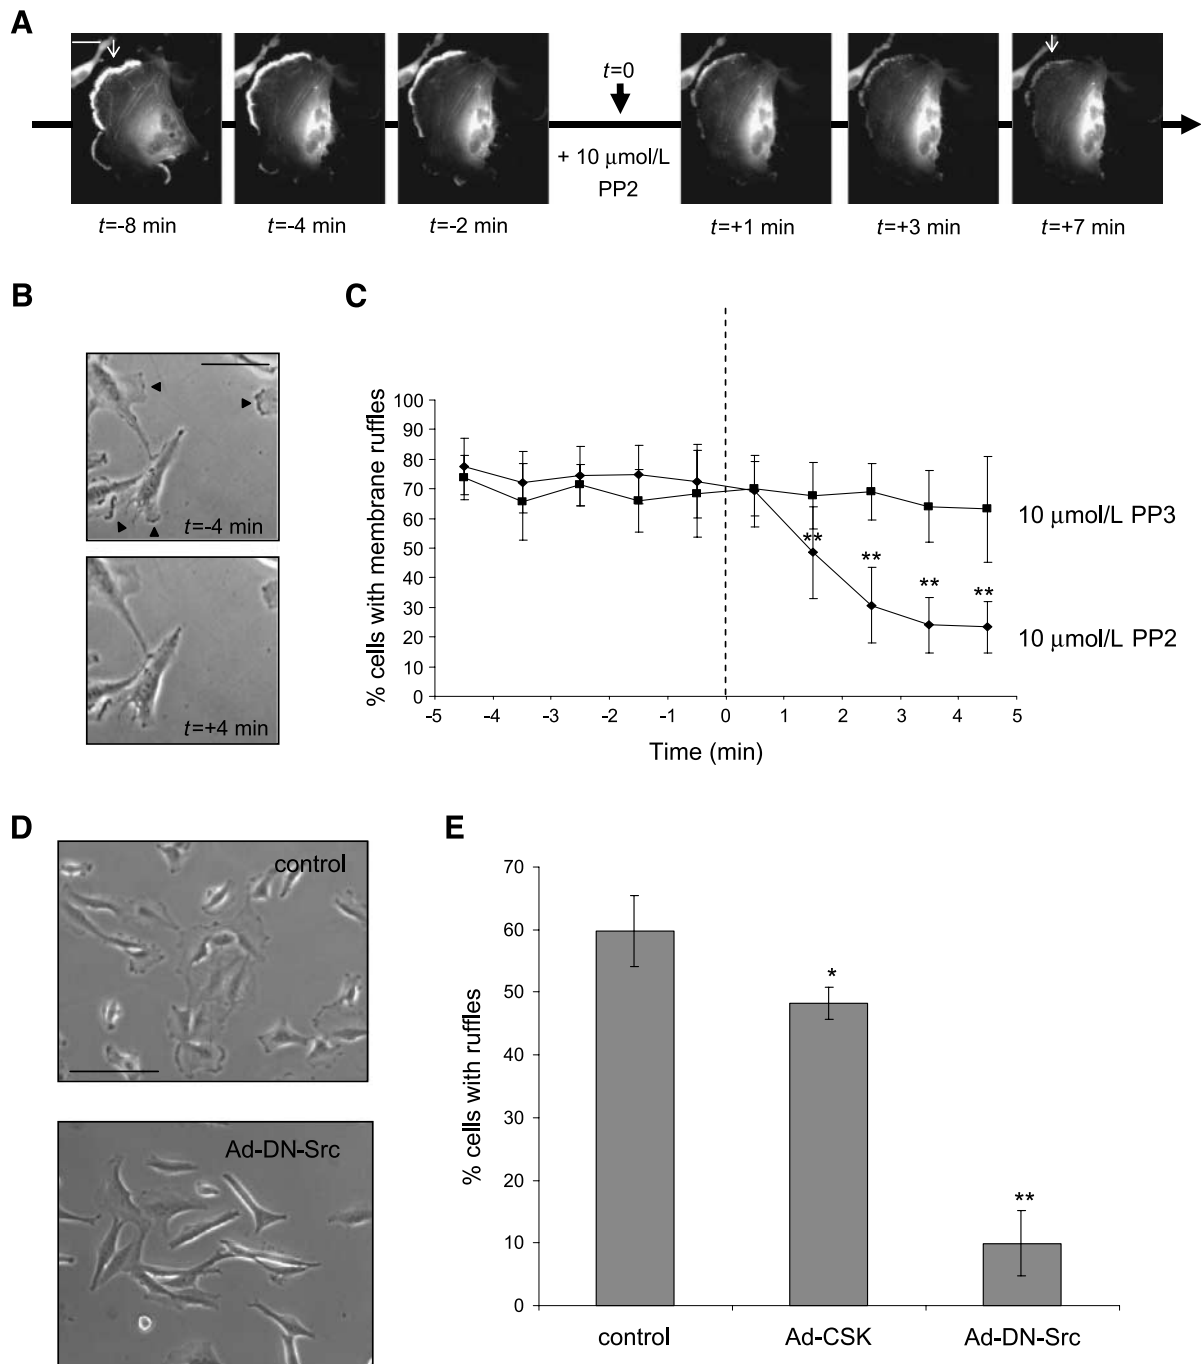 A
t=0
+ 10 µmol/L
PP2
t=-8 min
t=-4 min
t=-2 min
t=+1 min
t=+3 min
t=+7 min
B
t=-4 min
t=+4 min
C
% cells with membrane ruffles
100
90
80
70
60
50
40
30
20
10
0
-5 -4 -3 -2 -1 0 1 2 3 4 5
Time (min)
** ** ** **
10 µmol/L PP3
10 µmol/L PP2
D
control
Ad-DN-Src
E
% cells with ruffles
70
60
50
40
30
20
10
0
*
**
control Ad-CSK Ad-DN-Src